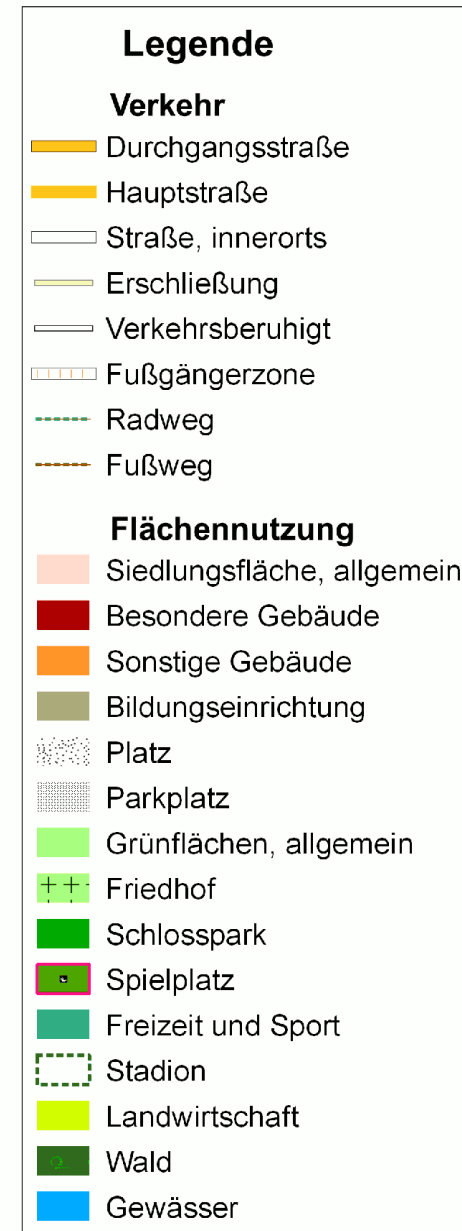 Legende
Verkehr
Durchgangsstraße
Hauptstraße
Straße, innerorts
Erschließung
Verkehrsberuhigt
Fußgängerzone
Radweg
Fußweg
Flächennutzung
Siedlungsfläche, allgemein
Besondere Gebäude
Sonstige Gebäude
Bildungseinrichtung
Platz
Parkplatz
Grünflächen, allgemein
Friedhof
Schlosspark
Spielplatz
Freizeit und Sport
Stadion
Landwirtschaft
Wald
Gewässer